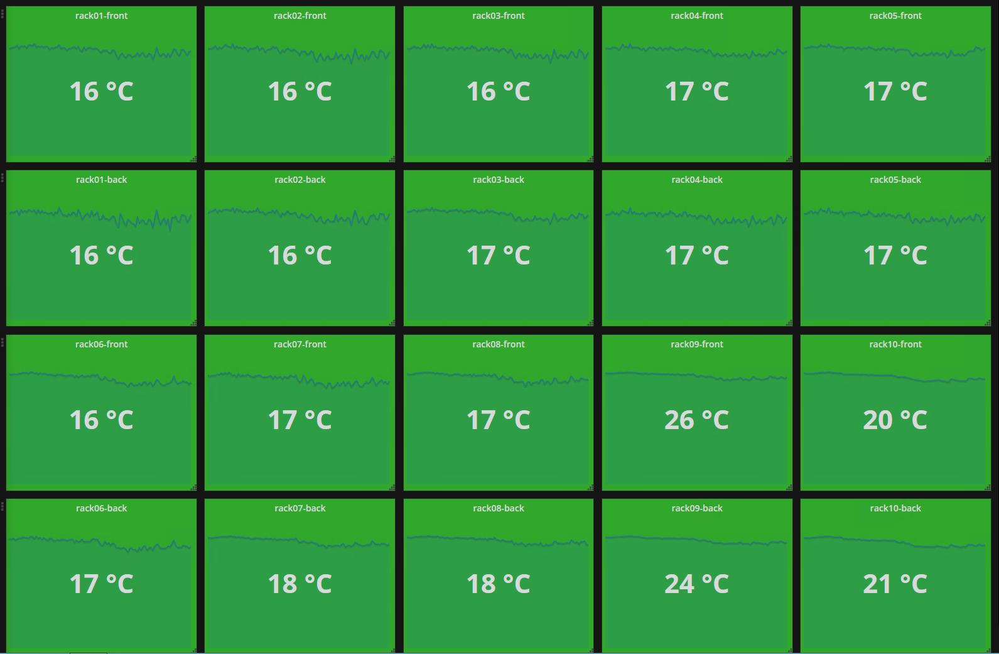 rack01-front
16 °C
rack02-front
16 °C
rack03-front
16 °C
rack04-front
17 °C
rack05-front
17 °C
rack01-back
16 °C
rack02-back
16 °C
rack03-back
17 °C
rack04-back
17 °C
rack05-back
17 °C
rack06-front
16 °C
rack07-front
17 °C
rack08-front
17 °C
rack09-front
26 °C
rack10-front
20 °C
rack06-back
17 °C
rack07-back
18 °C
rack08-back
18 °C
rack09-back
24 °C
rack10-back
21 °C